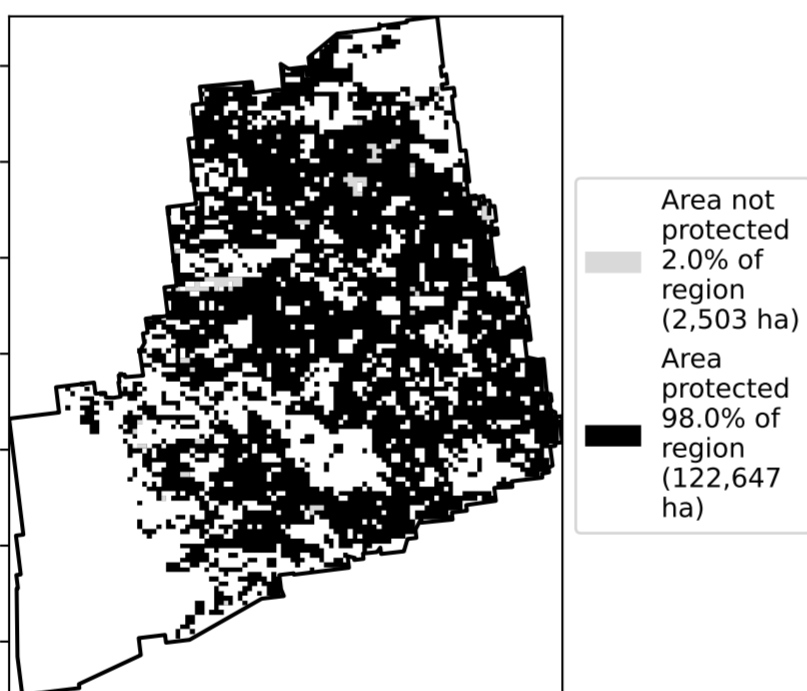 Area not
protected
2.0% of
region
(2,503 ha)
Area
protected
98.0% of
region
(122,647
ha)